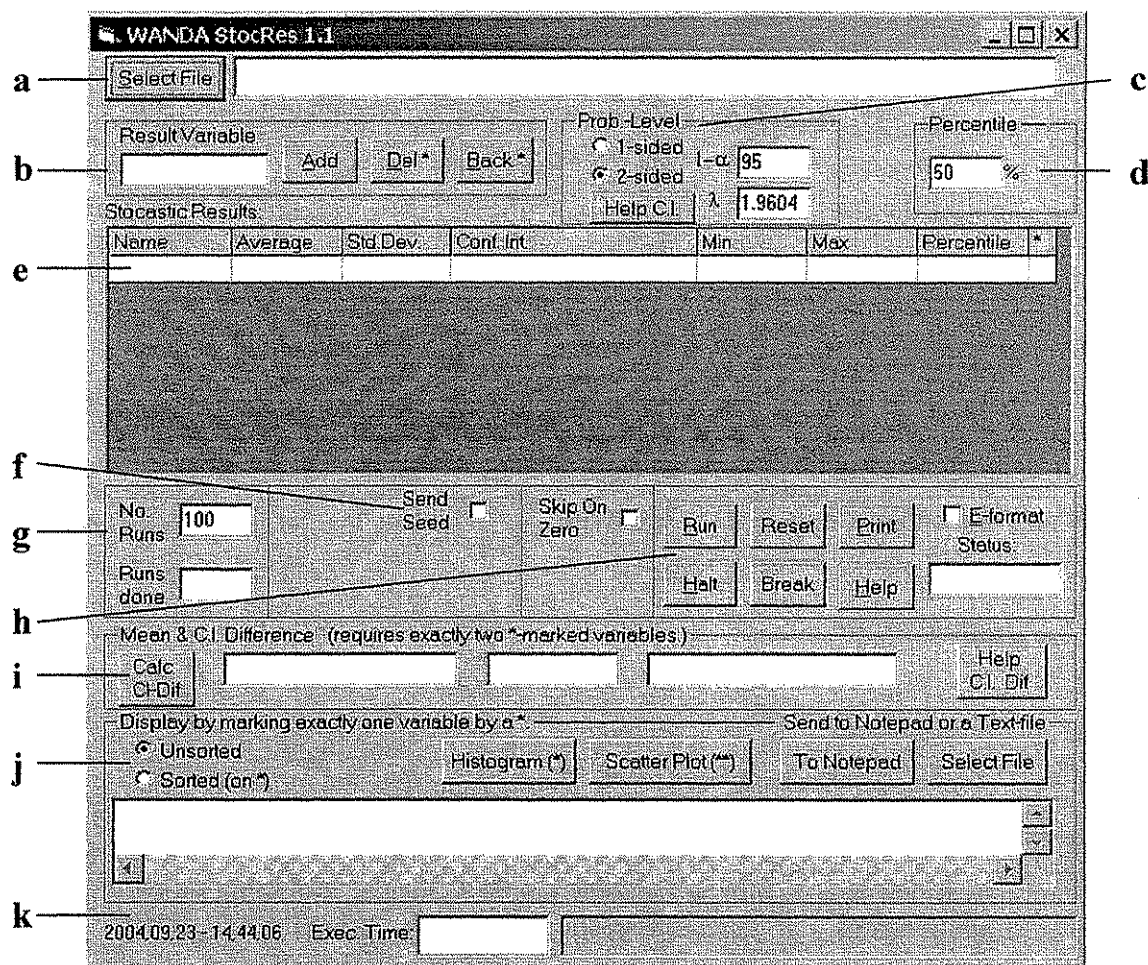 WANDA StocRes 1.1
a
Select File
c
b
Result Variable
Add
Del *
Back *
Prob.-Level
1-sided
2-sided
Help C.I.
1-α
95
λ
1.9604
Percentile
50
%
d
Stocastic Results
Name Average Std.Dev. Conf.Int. Min Max Percentile *
e
f
g
No. Runs
100
Runs done
Send Seed
Skip On Zero
Run
Reset
Print
E-format
Status
Halt
Break
Help
h
Mean & C.I. Difference (requires exactly two *-marked variables.)
i
Calc CI-Dif
Help C.I. Dif
Display by marking exactly one variable by a *
Send to Notepad or a Text-file
j
Unsorted
Sorted (on *)
Histogram (*)
Scatter Plot (**)
To Notepad
Select File
k
2004.09.23 - 14.44.06
Exec. Time: